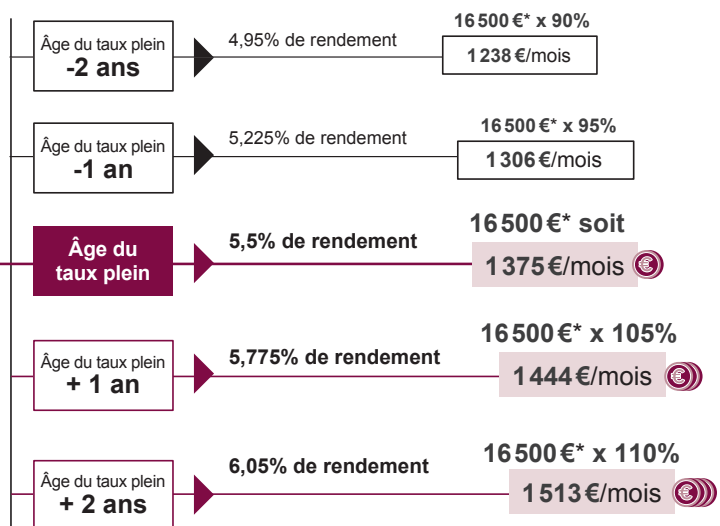 Âge du taux plein
-2 ans
4,95% de rendement
16 500 €* x 90%
1 238 €/mois
Âge du taux plein
-1 an
5,225% de rendement
16 500 €* x 95%
1 306 €/mois
Âge du
taux plein
5,5% de rendement
16 500 €* soit
1 375 €/mois
€
Âge du taux plein
+ 1 an
5,775% de rendement
16 500 €* x 105%
1 444 €/mois
€
Âge du taux plein
+ 2 ans
6,05% de rendement
16 500 €* x 110%
1 513 €/mois
€